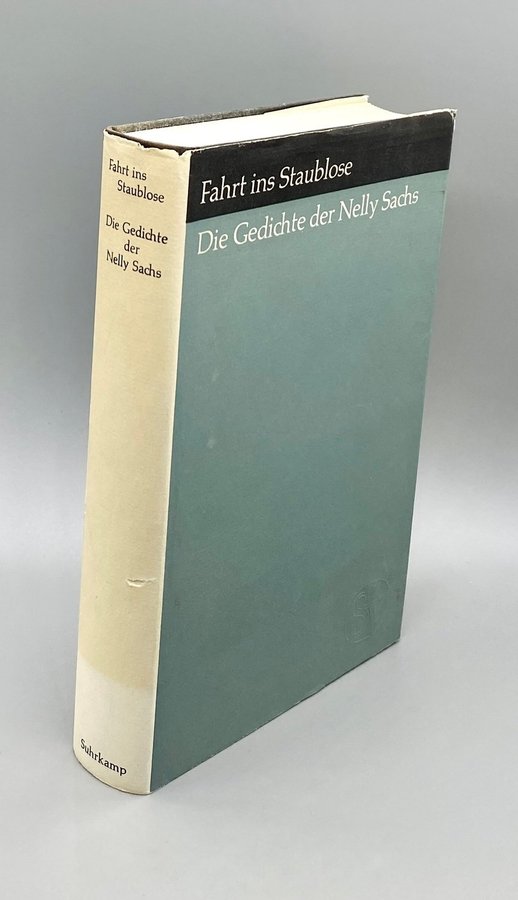 Fahrt ins
Staublose
Die Gedichte
der
Nelly Sachs
Suhrkamp
Fahrt ins Staublose
Die Gedichte der Nelly Sachs